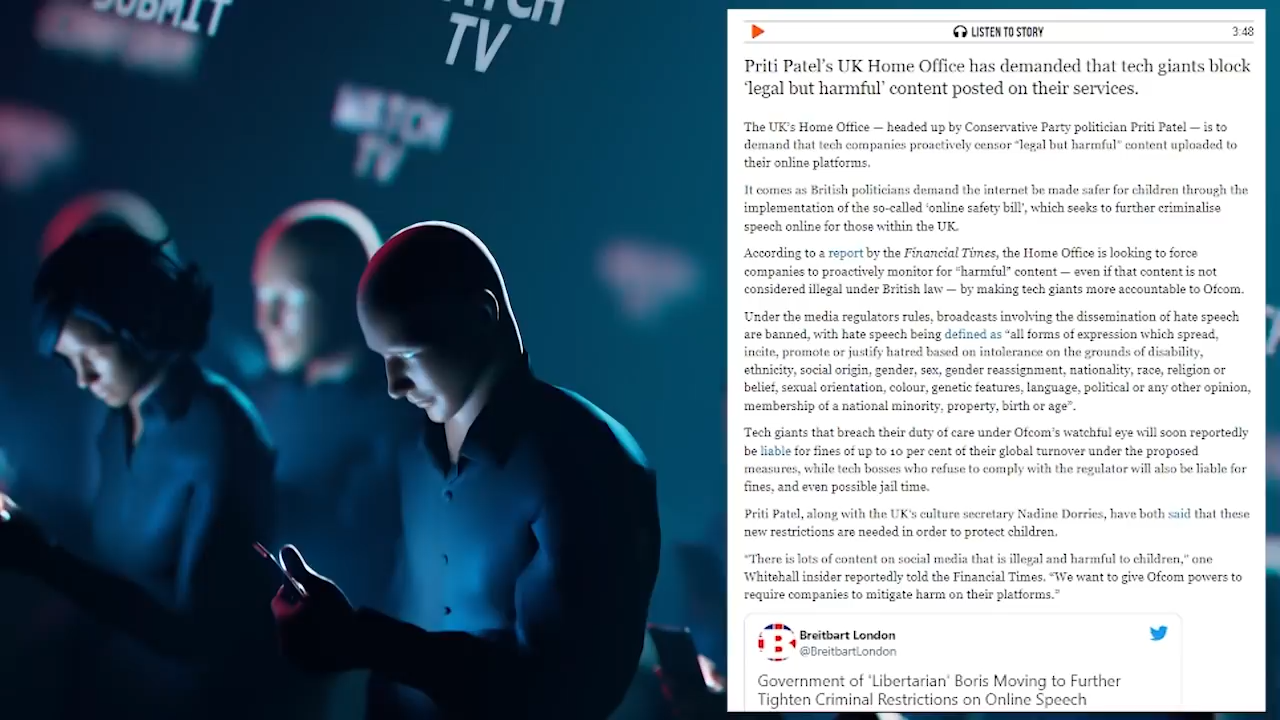 SUBMIT
WATCH
TV
WATCH
TV
LISTEN TO STORY
3:48
Priti Patel's UK Home Office has demanded that tech giants block
'legal but harmful' content posted on their services.
The UK's Home Office — headed up by Conservative Party politician Priti Patel — is to
demand that tech companies proactively censor "legal but harmful" content uploaded to
their online platforms.
It comes as British politicians demand the internet be made safer for children through the
implementation of the so-called 'online safety bill', which seeks to further criminalise
speech online for those within the UK.
According to a report by the Financial Times, the Home Office is looking to force
companies to proactively monitor for "harmful" content — even if that content is not
considered illegal under British law — by making tech giants more accountable to Ofcom.
Under the media regulators rules, broadcasts involving the dissemination of hate speech
are banned, with hate speech being defined as "all forms of expression which spread,
incite, promote or justify hatred based on intolerance on the grounds of disability,
ethnicity, social origin, gender, sex, gender reassignment, nationality, race, religion or
belief, sexual orientation, colour, genetic features, language, political or any other opinion,
membership of a national minority, property, birth or age".
Tech giants that breach their duty of care under Ofcom's watchful eye will soon reportedly
be liable for fines of up to 10 per cent of their global turnover under the proposed
measures, while tech bosses who refuse to comply with the regulator will also be liable for
fines, and even possible jail time.
Priti Patel, along with the UK's culture secretary Nadine Dorries, have both said that these
new restrictions are needed in order to protect children.
"There is lots of content on social media that is illegal and harmful to children," one
Whitehall insider reportedly told the Financial Times. "We want to give Ofcom powers to
require companies to mitigate harm on their platforms."
B
Breitbart London
@BreitbartLondon
Government of 'Libertarian' Boris Moving to Further
Tighten Criminal Restrictions on Online Speech